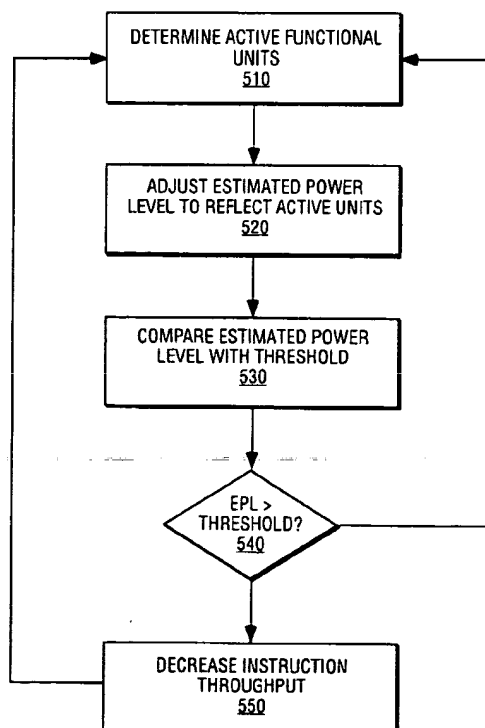 DETERMINE ACTIVE FUNCTIONAL
UNITS
510
ADJUST ESTIMATED POWER
LEVEL TO REFLECT ACTIVE UNITS
520
COMPARE ESTIMATED POWER
LEVEL WITH THRESHOLD
530
EPL >
THRESHOLD?
540
DECREASE INSTRUCTION
THROUGHPUT
550